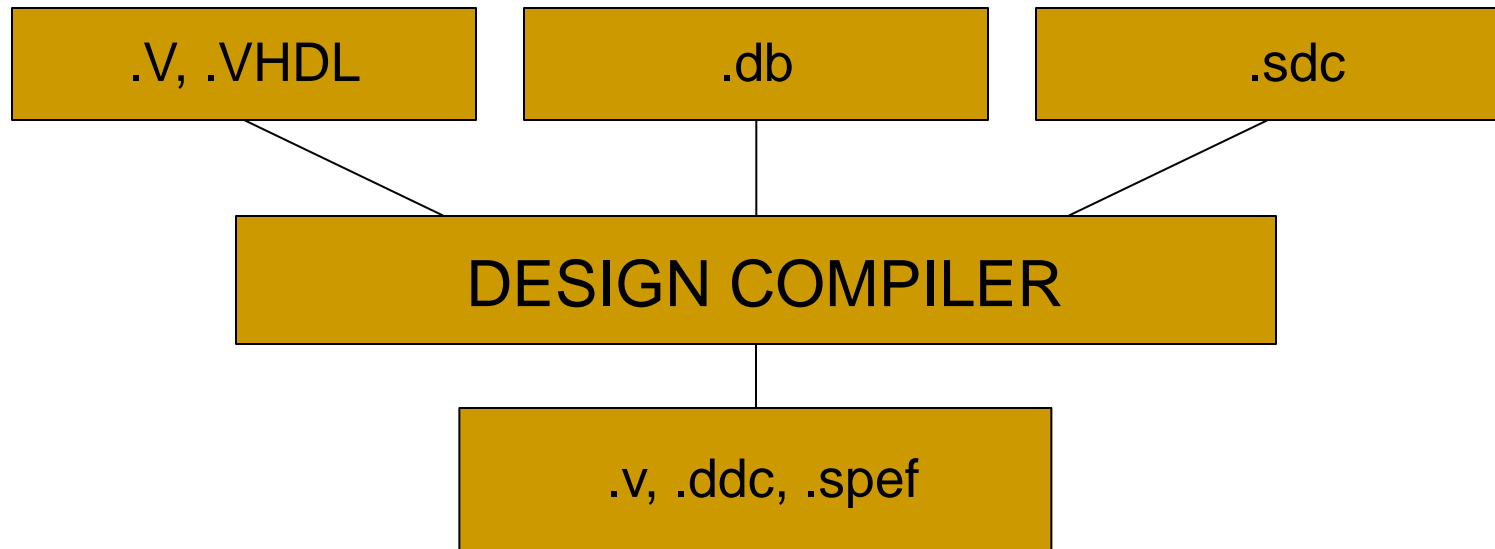 .V, .VHDL
.db
.sdc
DESIGN COMPILER
.v, .ddc, .spef